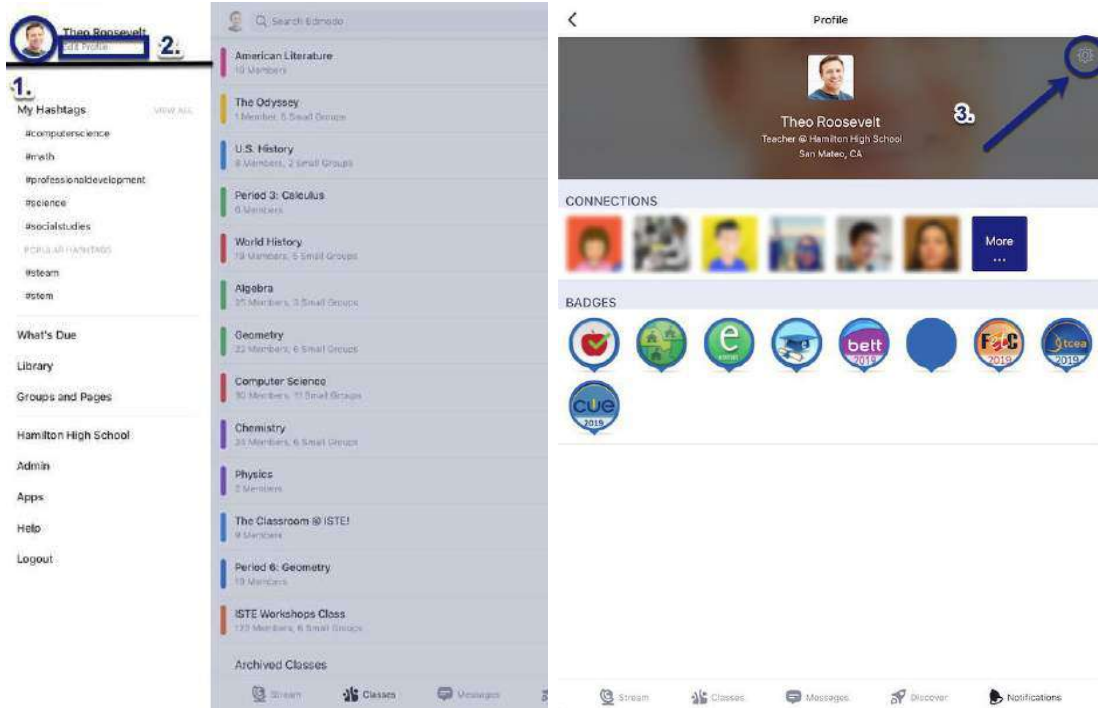 Theo Roosevelt
Edit Profile
2.
1.
My Hashtags
VIEW ALL
#computerscience
#math
#professionaldevelopment
#science
#socialstudies
POPULAR HASHTAGS
#steam
#stem
What's Due
Library
Groups and Pages
Hamilton High School
Admin
Apps
Help
Logout
Search Edmodo
American Literature
The Odyssey
1 Member, 5 Small Groups
U.S. History
8 Members, 2 Small Groups
Period 3: Calculus
6 Members
World History
19 Members, 5 Small Groups
Algebra
25 Members, 3 Small Groups
Geometry
22 Members, 6 Small Groups
Computer Science
30 Members, 11 Small Groups
Chemistry
Members, 6 Small Groups
Physics
2 Members
The Classroom @ ISTE!
9 Members
Period 6: Geometry
19 Members
ISTE Workshops Class
Members, 6 Small Groups
Archived Classes
Stream
Classes
Messages
Profile
3.
Theo Roosevelt
Teacher @ Hamilton High School
San Mateo, CA
CONNECTIONS
More
...
BADGES
e
bett
2019
2019
tcea
2019
cue
2019
Stream
Classes
Messages
Discover
Notifications